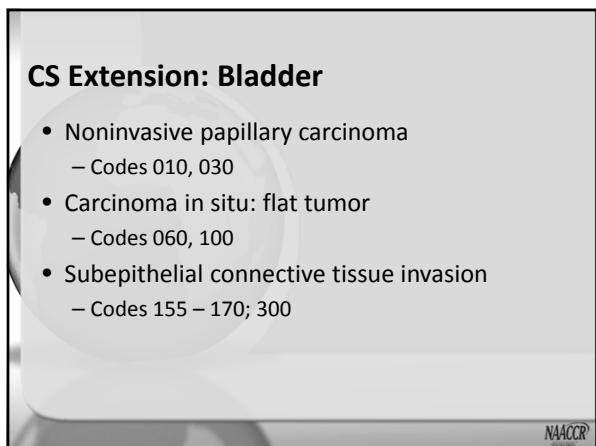 CS Extension: Bladder
• Noninvasive papillary carcinoma
– Codes 010, 030
• Carcinoma in situ: flat tumor
– Codes 060, 100
• Subepithelial connective tissue invasion
– Codes 155 – 170; 300
NAACCR